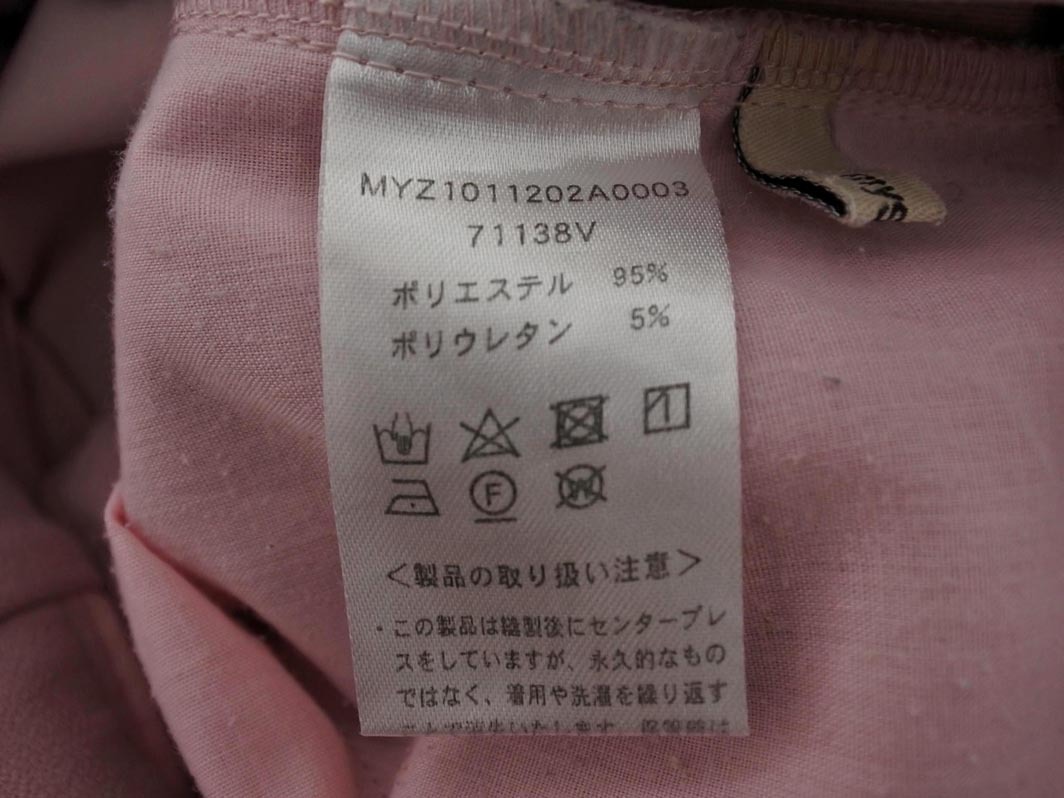 MYZ1011202A0003
71138V
ポリエステル 95%
ポリウレタン 5%
F
W
<製品の取り扱い注意>
・この製品は縫製後にセンタープレ
スをしていますが、永久的なもの
ではなく、着用や洗濯を繰り返す